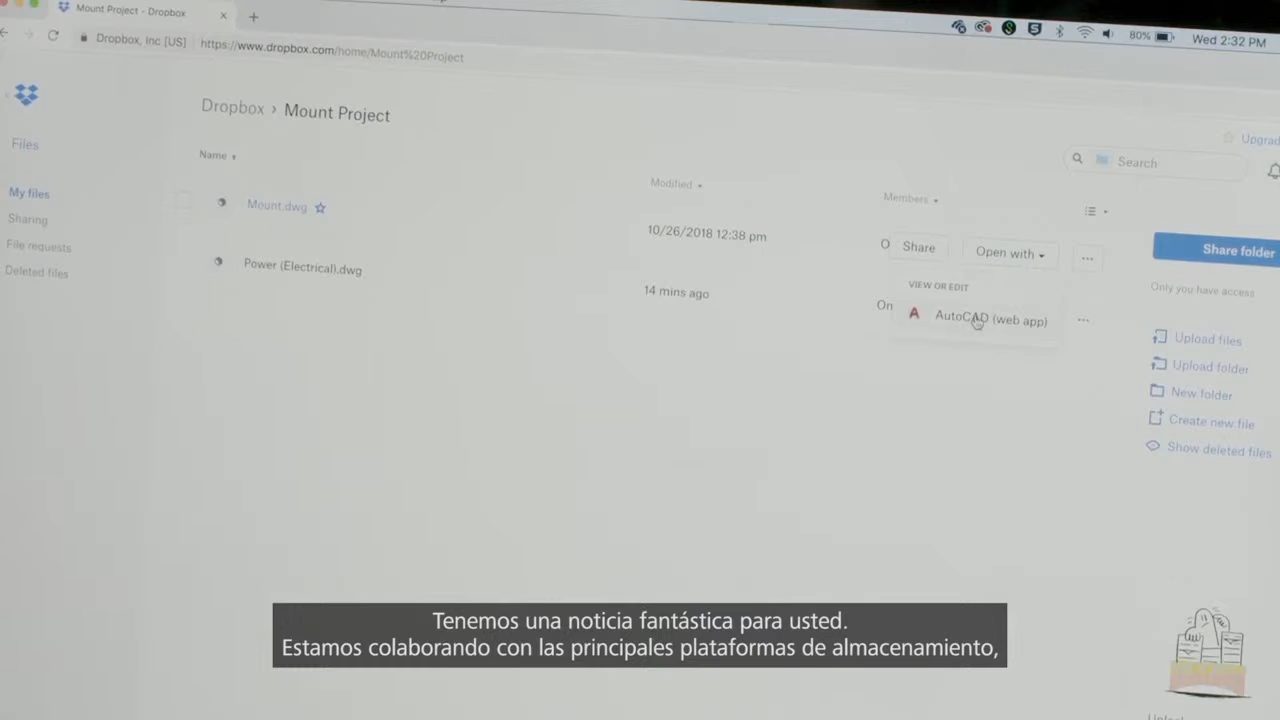 Mount Project - Dropbox
Dropbox, Inc [US] https://www.dropbox.com/home/Mount%20Project
80% Wed 2:32 PM
Dropbox › Mount Project
Search
Files
My files
Sharing
File requests
Deleted files
Name
Modified
Members
Mount.dwg
10/26/2018 12:38 pm
Share
Open with
Power (Electrical).dwg
14 mins ago
On
VIEW OR EDIT
AutoCAD (web app)
Share folder
Only you have access
Upload files
Upload folder
New folder
Create new file
Show deleted files
Tenemos una noticia fantástica para usted.
Estamos colaborando con las principales plataformas de almacenamiento,